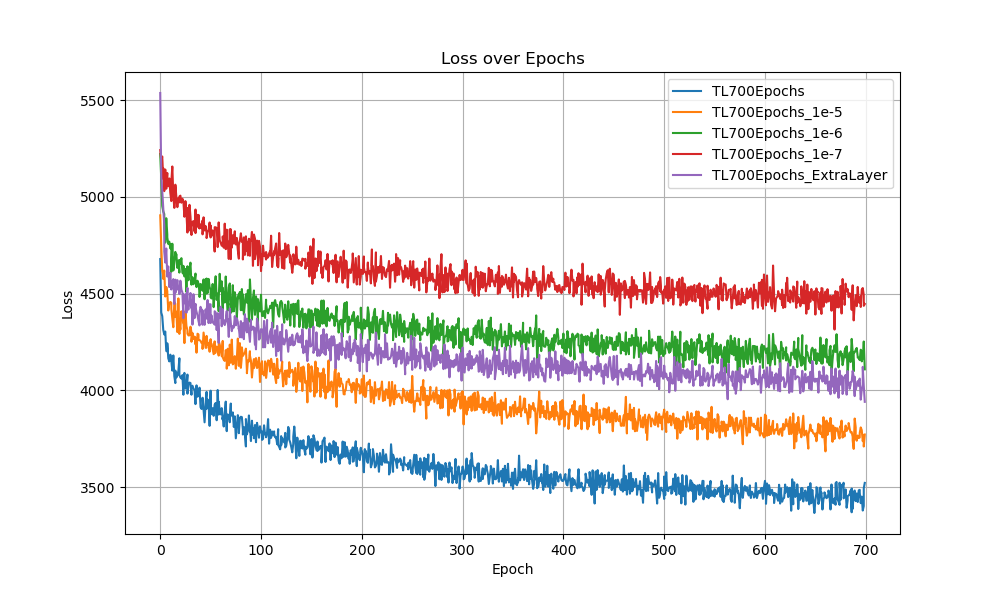 Loss over Epochs
TL700Epochs
TL700Epochs_1e-5
TL700Epochs_1e-6
TL700Epochs_1e-7
TL700Epochs_ExtraLayer
5500
5000
4500
4000
3500
Loss
0 100 200 300 400 500 600 700
Epoch